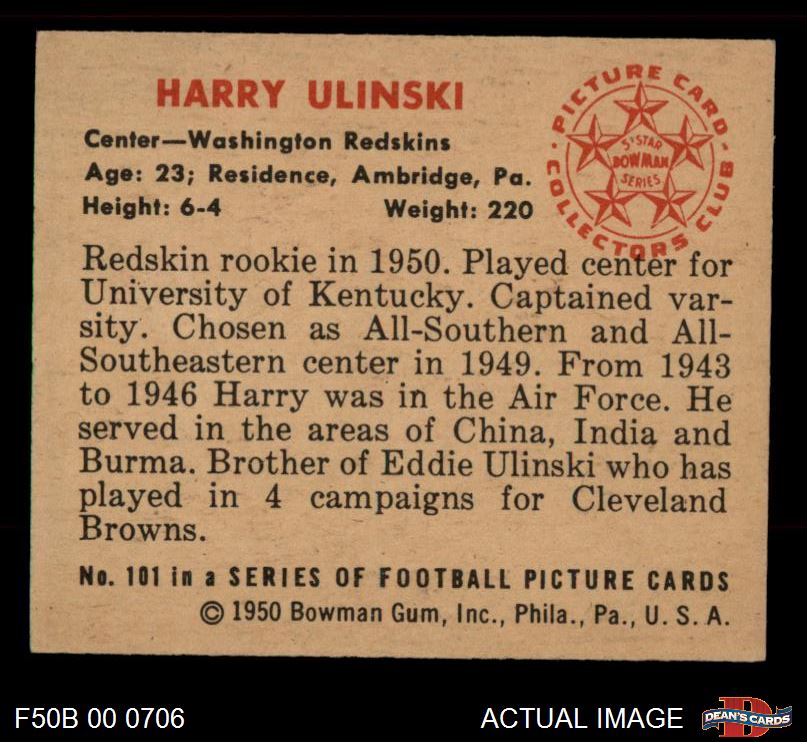 HARRY ULINSKI
Center—Washington Redskins
Age: 23; Residence, Ambridge, Pa.
Height: 6-4 Weight: 220
PICTURE CARD
COLLECTORS CLUB
5-STAR
BOWMAN
SERIES
Redskin rookie in 1950. Played center for
University of Kentucky. Captained var-
sity. Chosen as All-Southern and All-
Southeastern center in 1949. From 1943
to 1946 Harry was in the Air Force. He
served in the areas of China, India and
Burma. Brother of Eddie Ulinski who has
played in 4 campaigns for Cleveland
Browns.
No. 101 in a SERIES OF FOOTBALL PICTURE CARDS
© 1950 Bowman Gum, Inc., Phila., Pa., U. S. A.
F50B 00 0706
ACTUAL IMAGE
D
DEAN'S CARDS